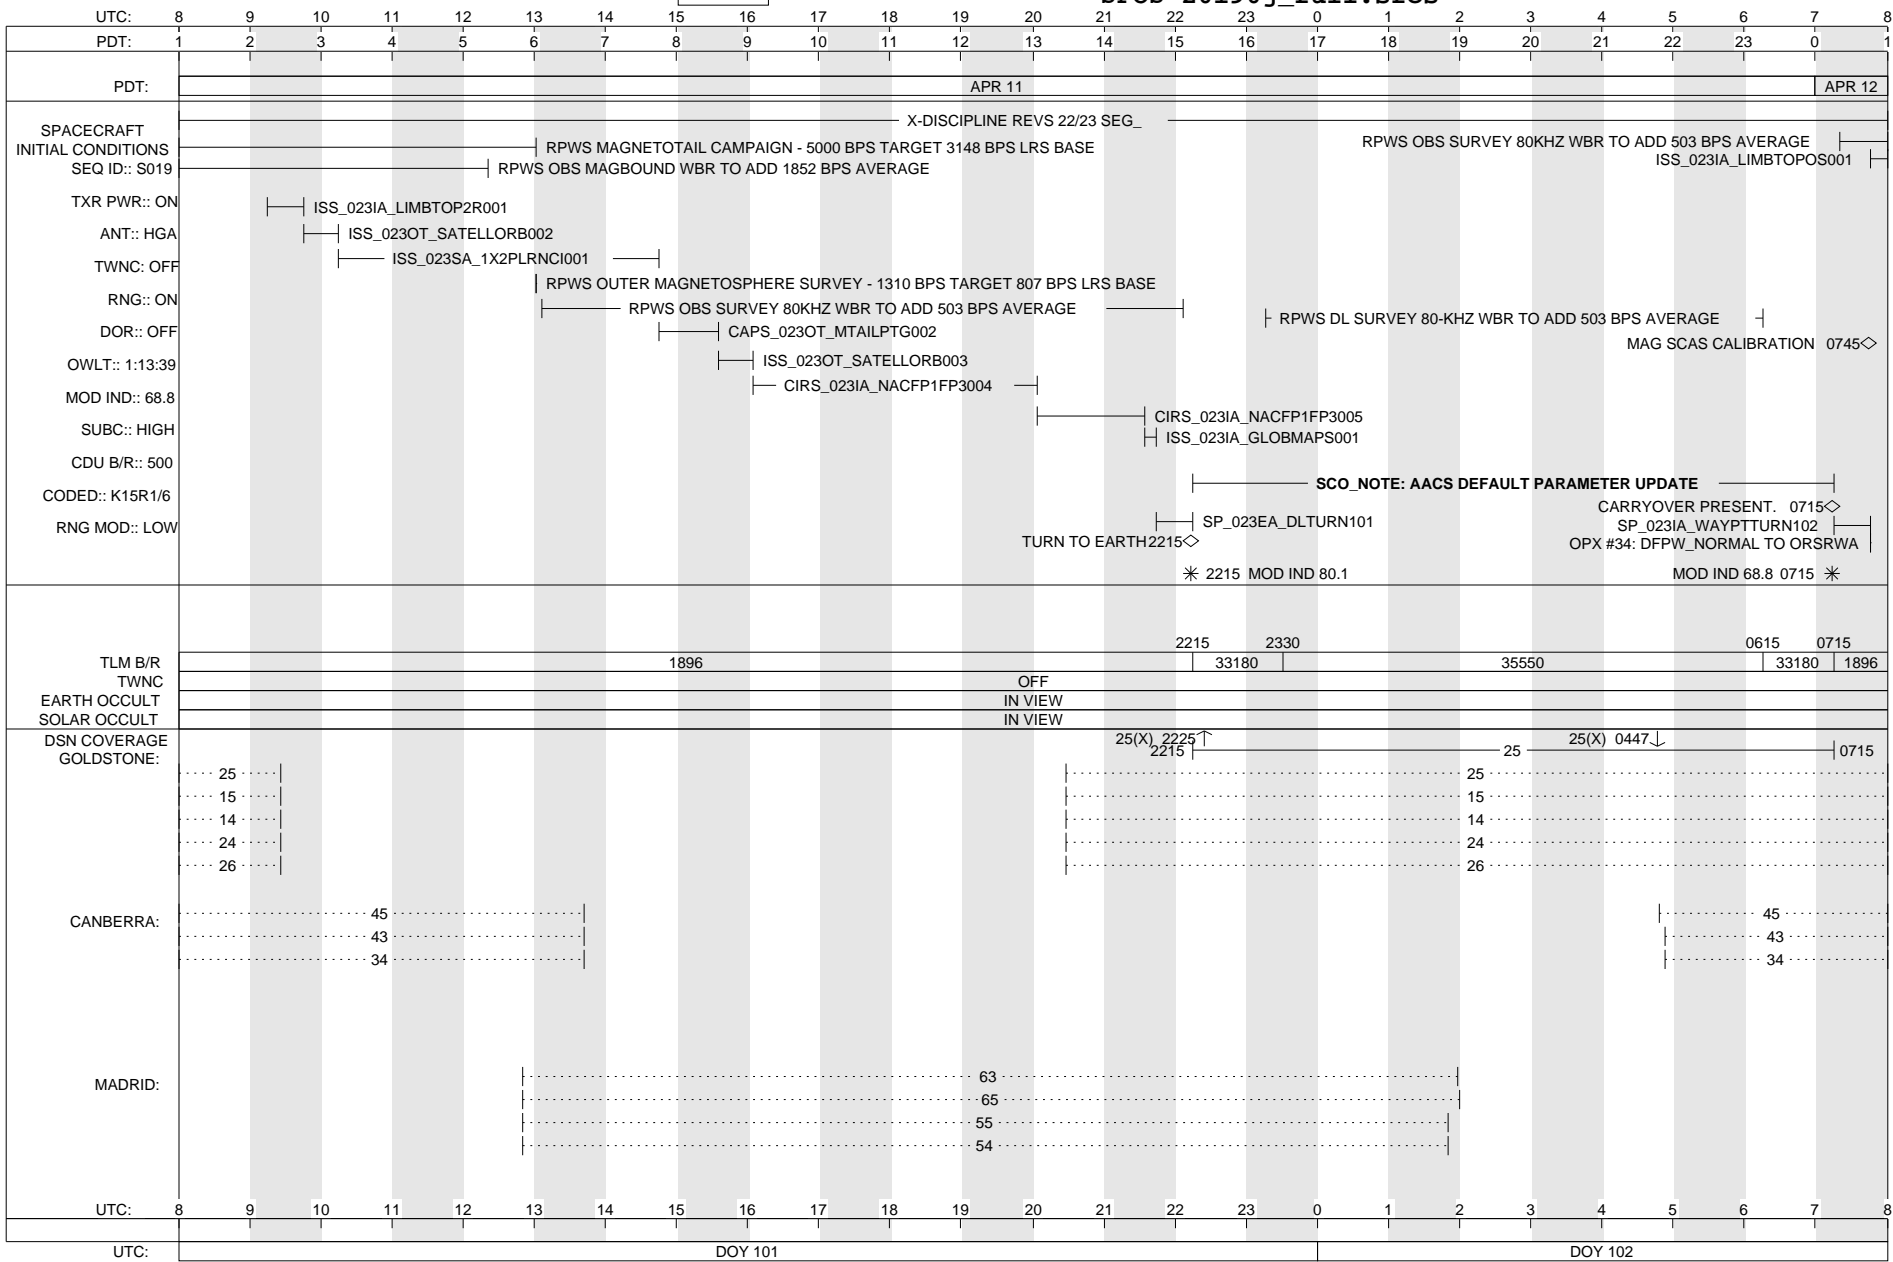 UTC: 8 9 10 11 12 13 14 15 16 17 18 19 20 21 22 23 0 1 2 3 4 5 6 7 8
PDT: 1 2 3 4 5 6 7 8 9 10 11 12 13 14 15 16 17 18 19 20 21 22 23 0 1
PDT: APR 11 APR 12
X-DISCIPLINE REVS 22/23 SEG_
SPACECRAFT
INITIAL CONDITIONS
RPWS MAGNETOTAIL CAMPAIGN - 5000 BPS TARGET 3148 BPS LRS BASE
RPWS OBS SURVEY 80KHZ WBR TO ADD 503 BPS AVERAGE
ISS_023IA_LIMBTOPOS001
SEQ ID:: S019
RPWS OBS MAGBOUND WBR TO ADD 1852 BPS AVERAGE
TXR PWR:: ON
ISS_023IA_LIMBTOP2R001
ANT:: HGA
ISS_023OT_SATELLORB002
TWNC: OFF
ISS_023SA_1X2PLRNCI001
RPWS OUTER MAGNETOSPHERE SURVEY - 1310 BPS TARGET 807 BPS LRS BASE
RNG:: ON
RPWS OBS SURVEY 80KHZ WBR TO ADD 503 BPS AVERAGE
RPWS DL SURVEY 80-KHZ WBR TO ADD 503 BPS AVERAGE
DOR:: OFF
CAPS_023OT_MTAILPTG002
MAG SCAS CALIBRATION 0745
OWLT:: 1:13:39
ISS_023OT_SATELLORB003
CIRS_023IA_NACFP1FP3004
MOD IND:: 68.8
CIRS_023IA_NACFP1FP3005
SUBC:: HIGH
ISS_023IA_GLOBMAPS001
CDU B/R:: 500
SCO_NOTE: AACS DEFAULT PARAMETER UPDATE
CODED:: K15R1/6
CARRYOVER PRESENT. 0715
RNG MOD:: LOW
SP_023EA_DLTURN101
SP_023IA_WAYPTTURN102
TURN TO EARTH 2215
OPX #34: DFPW_NORMAL TO ORSRWA
2215 MOD IND 80.1
MOD IND 68.8 0715
2215 2330 0615 0715
TLM B/R 1896 33180 35550 33180 1896
TWNC OFF
EARTH OCCULT IN VIEW
SOLAR OCCULT IN VIEW
DSN COVERAGE 25(X) 2225 25(X) 0447
GOLDSTONE: 2215 25 0715
25 25
15 15
14 14
24 24
26 26
CANBERRA: 45 45
43 43
34 34
MADRID: 63
65
55
54
UTC: 8 9 10 11 12 13 14 15 16 17 18 19 20 21 22 23 0 1 2 3 4 5 6 7 8
UTC: DOY 101 DOY 102